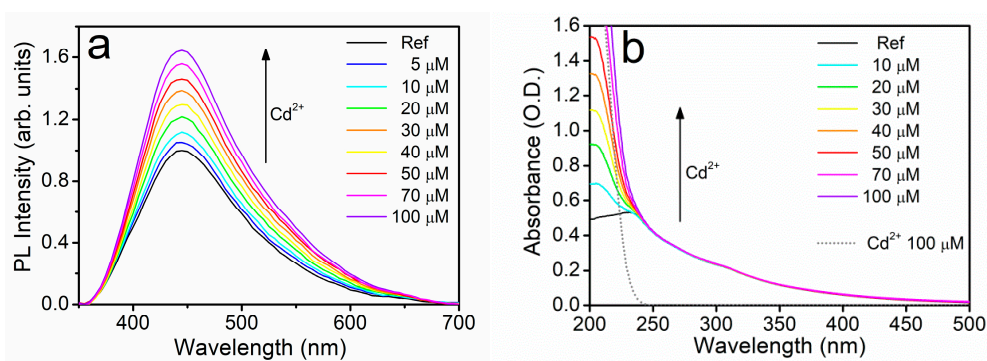 a
PL Intensity (arb. units)
1.6
1.2
0.8
0.4
0.0
400
500
600
700
Wavelength (nm)
Cd²⁺
Ref
5 μM
10 μM
20 μM
30 μM
40 μM
50 μM
70 μM
100 μM
b
Absorbance (O.D.)
1.6
1.4
1.2
1.0
0.8
0.6
0.4
0.2
0.0
200
250
300
350
400
450
500
Wavelength (nm)
Cd²⁺
Ref
10 μM
20 μM
30 μM
40 μM
50 μM
70 μM
100 μM
Cd²⁺ 100 μM